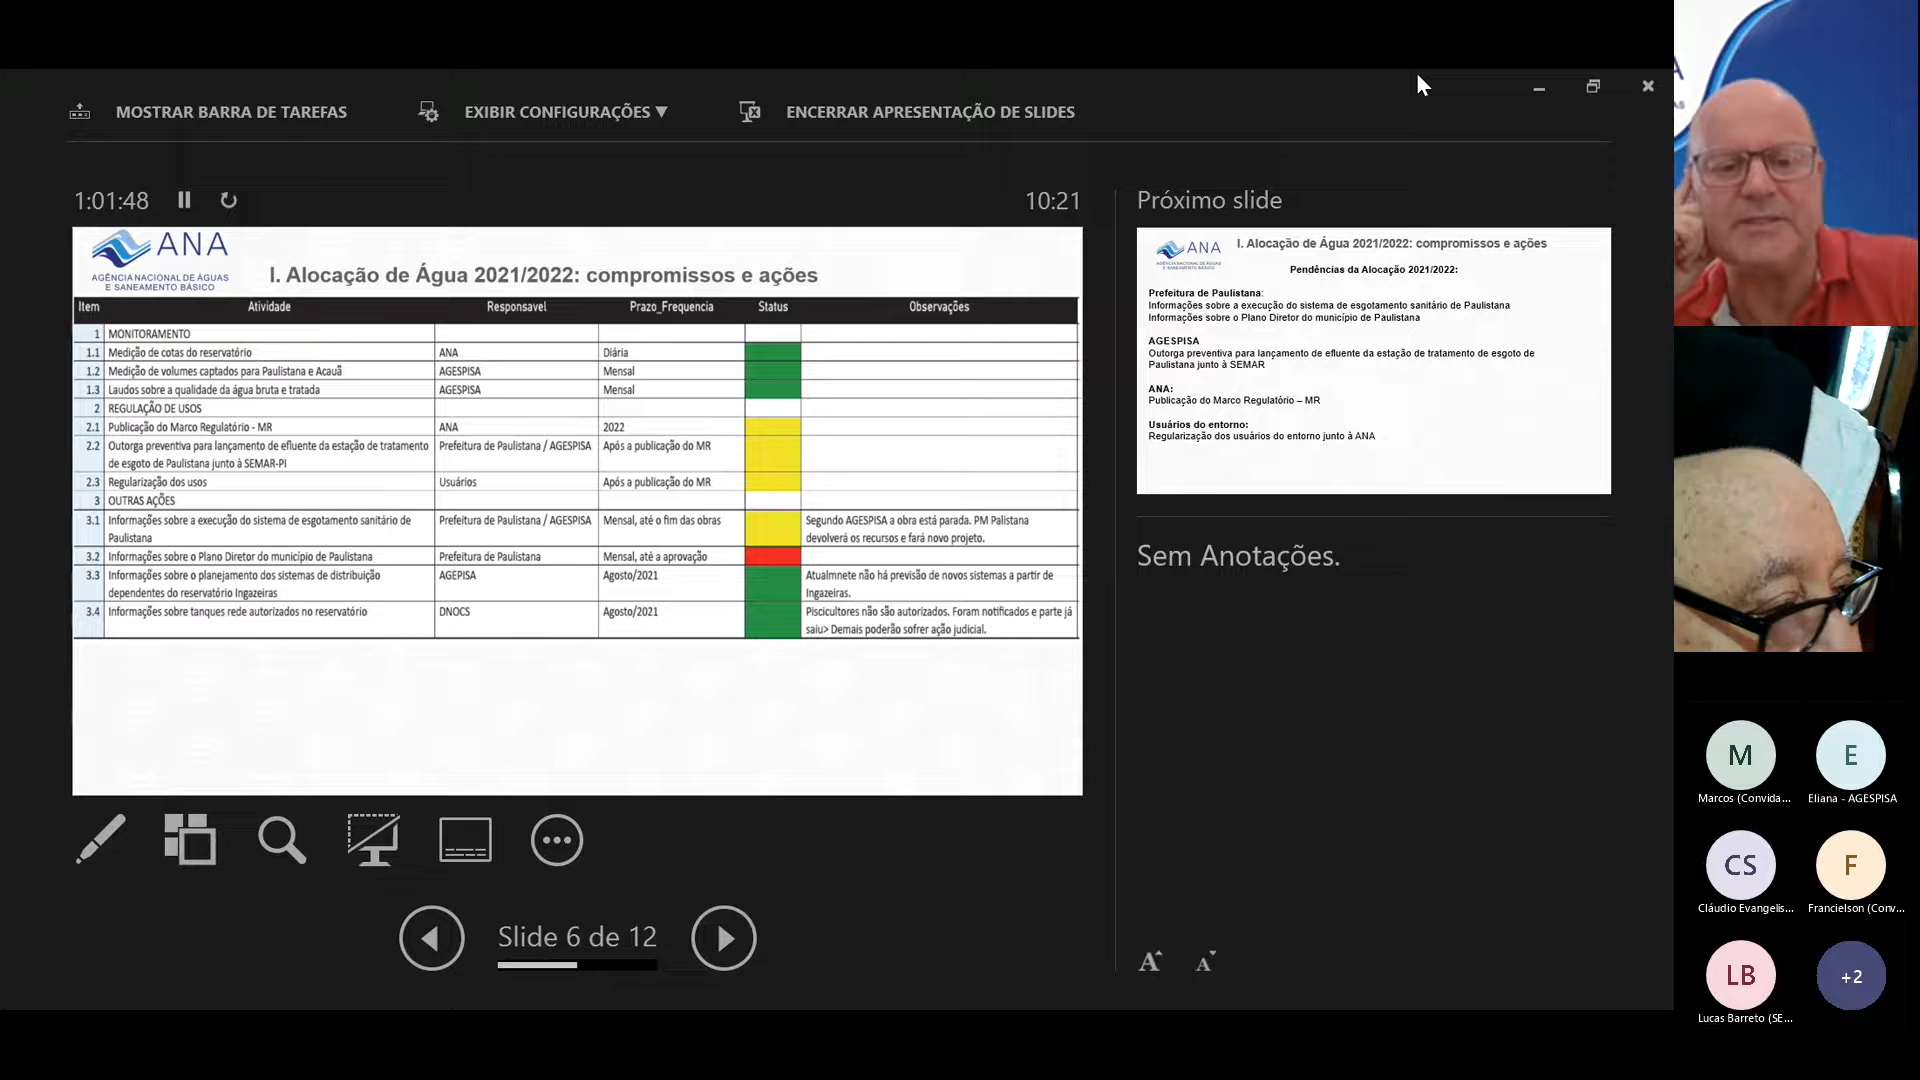 MOSTRAR BARRA DE TAREFAS
EXIBIR CONFIGURAÇÕES ▼
ENCERRAR APRESENTAÇÃO DE SLIDES
1:01:48
10:21
ANA
AGÊNCIA NACIONAL DE ÁGUAS
E SANEAMENTO BÁSICO
I. Alocação de Água 2021/2022: compromissos e ações
Item Atividade Responsavel Prazo_Frequencia Status Observações
1 MONITORAMENTO
1.1 Medição de cotas do reservatório ANA Diária
1.2 Medição de volumes captados para Paulistana e Acauã AGESPISA Mensal
1.3 Laudos sobre a qualidade da água bruta e tratada AGESPISA Mensal
2 REGULAÇÃO DE USOS
2.1 Publicação do Marco Regulatório - MR ANA 2022
2.2 Outorga preventiva para lançamento de efluente da estação de tratamento Prefeitura de Paulistana / AGESPISA Após a publicação do MR
de esgoto de Paulistana junto à SEMAR-PI
2.3 Regularização dos usos Usuários Após a publicação do MR
3 OUTRAS AÇÕES
3.1 Informações sobre a execução do sistema de esgotamento sanitário de Prefeitura de Paulistana / AGESPISA Mensal, até o fim das obras Segundo AGESPISA a obra está parada. PM Palistana
Paulistana devolverá os recursos e fará novo projeto.
3.2 Informações sobre o Plano Diretor do município de Paulistana Prefeitura de Paulistana Mensal, até a aprovação
3.3 Informações sobre o planejamento dos sistemas de distribuição AGEPISA Agosto/2021 Atualmnete não há previsão de novos sistemas a partir de
dependentes do reservatório Ingazeiras Ingazeiras.
3.4 Informações sobre tanques rede autorizados no reservatório DNOCS Agosto/2021 Piscicultores não são autorizados. Foram notificados e parte já
saiu> Demais poderão sofrer ação judicial.
Slide 6 de 12
Próximo slide
ANA
I. Alocação de Água 2021/2022: compromissos e ações
Pendências da Alocação 2021/2022:
Prefeitura de Paulistana:
Informações sobre a execução do sistema de esgotamento sanitário de Paulistana
Informações sobre o Plano Diretor do município de Paulistana
AGESPISA
Outorga preventiva para lançamento de efluente da estação de tratamento de esgoto de
Paulistana junto à SEMAR
ANA:
Publicação do Marco Regulatório – MR
Usuários do entorno:
Regularização dos usuários do entorno junto à ANA
Sem Anotações.
A A
M E
Marcos (Convida... Eliana - AGESPISA
CS F
Cláudio Evangelis... Francielson (Conv...
LB +2
Lucas Barreto (SE...